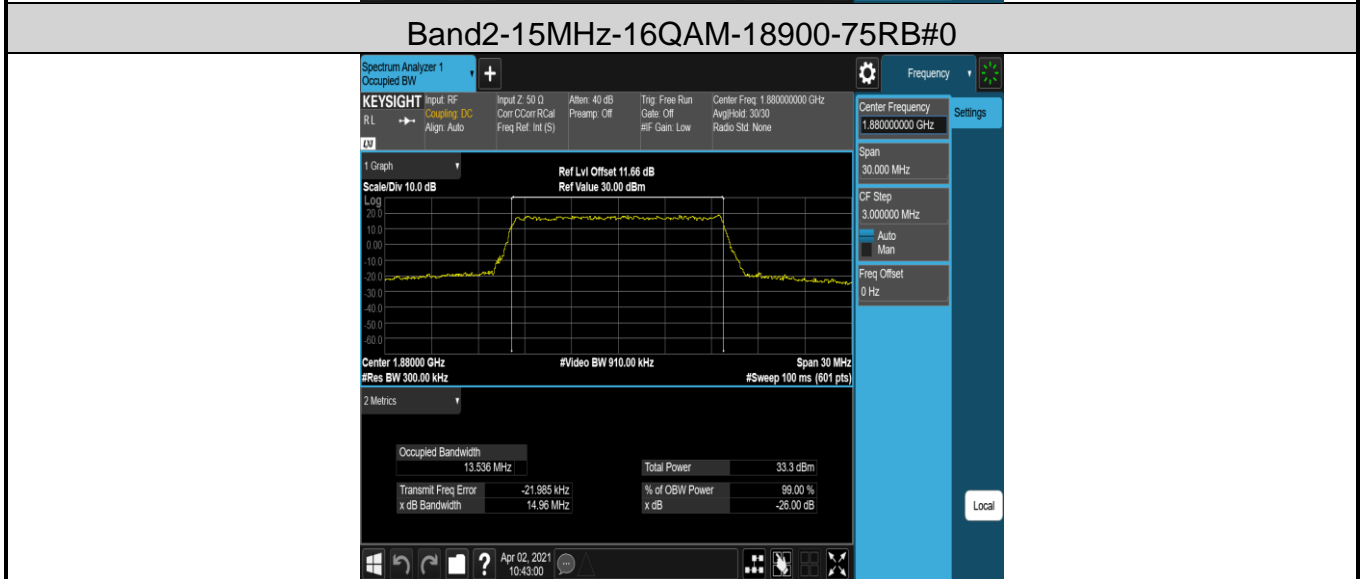 Band2-15MHz-16QAM-18900-75RB#0
Spectrum Analyzer 1
Occupied BW
+
Frequency
KEYSIGHT
RL
LXI
Input: RF
Coupling: DC
Align: Auto
Input Z: 50 Ω
Corr CCorr RCal
Freq Ref: Int (S)
Atten: 40 dB
Preamp: Off
Trig: Free Run
Gate: Off
#IF Gain: Low
Center Freq: 1.880000000 GHz
Avg|Hold: 30/30
Radio Std: None
Center Frequency
1.880000000 GHz
Settings
Span
30.000 MHz
CF Step
3.000000 MHz
Auto
Man
Freq Offset
0 Hz
1 Graph
Ref Lvl Offset 11.66 dB
Scale/Div 10.0 dB
Ref Value 30.00 dBm
Log
20.0
10.0
0.00
-10.0
-20.0
-30.0
-40.0
-50.0
-60.0
Center 1.88000 GHz
#Video BW 910.00 kHz
Span 30 MHz
#Res BW 300.00 kHz
#Sweep 100 ms (601 pts)
2 Metrics
Occupied Bandwidth
13.536 MHz
Total Power 33.3 dBm
Transmit Freq Error -21.985 kHz
% of OBW Power 99.00 %
x dB Bandwidth 14.96 MHz
x dB -26.00 dB
Local
?
Apr 02, 2021
10:43:00